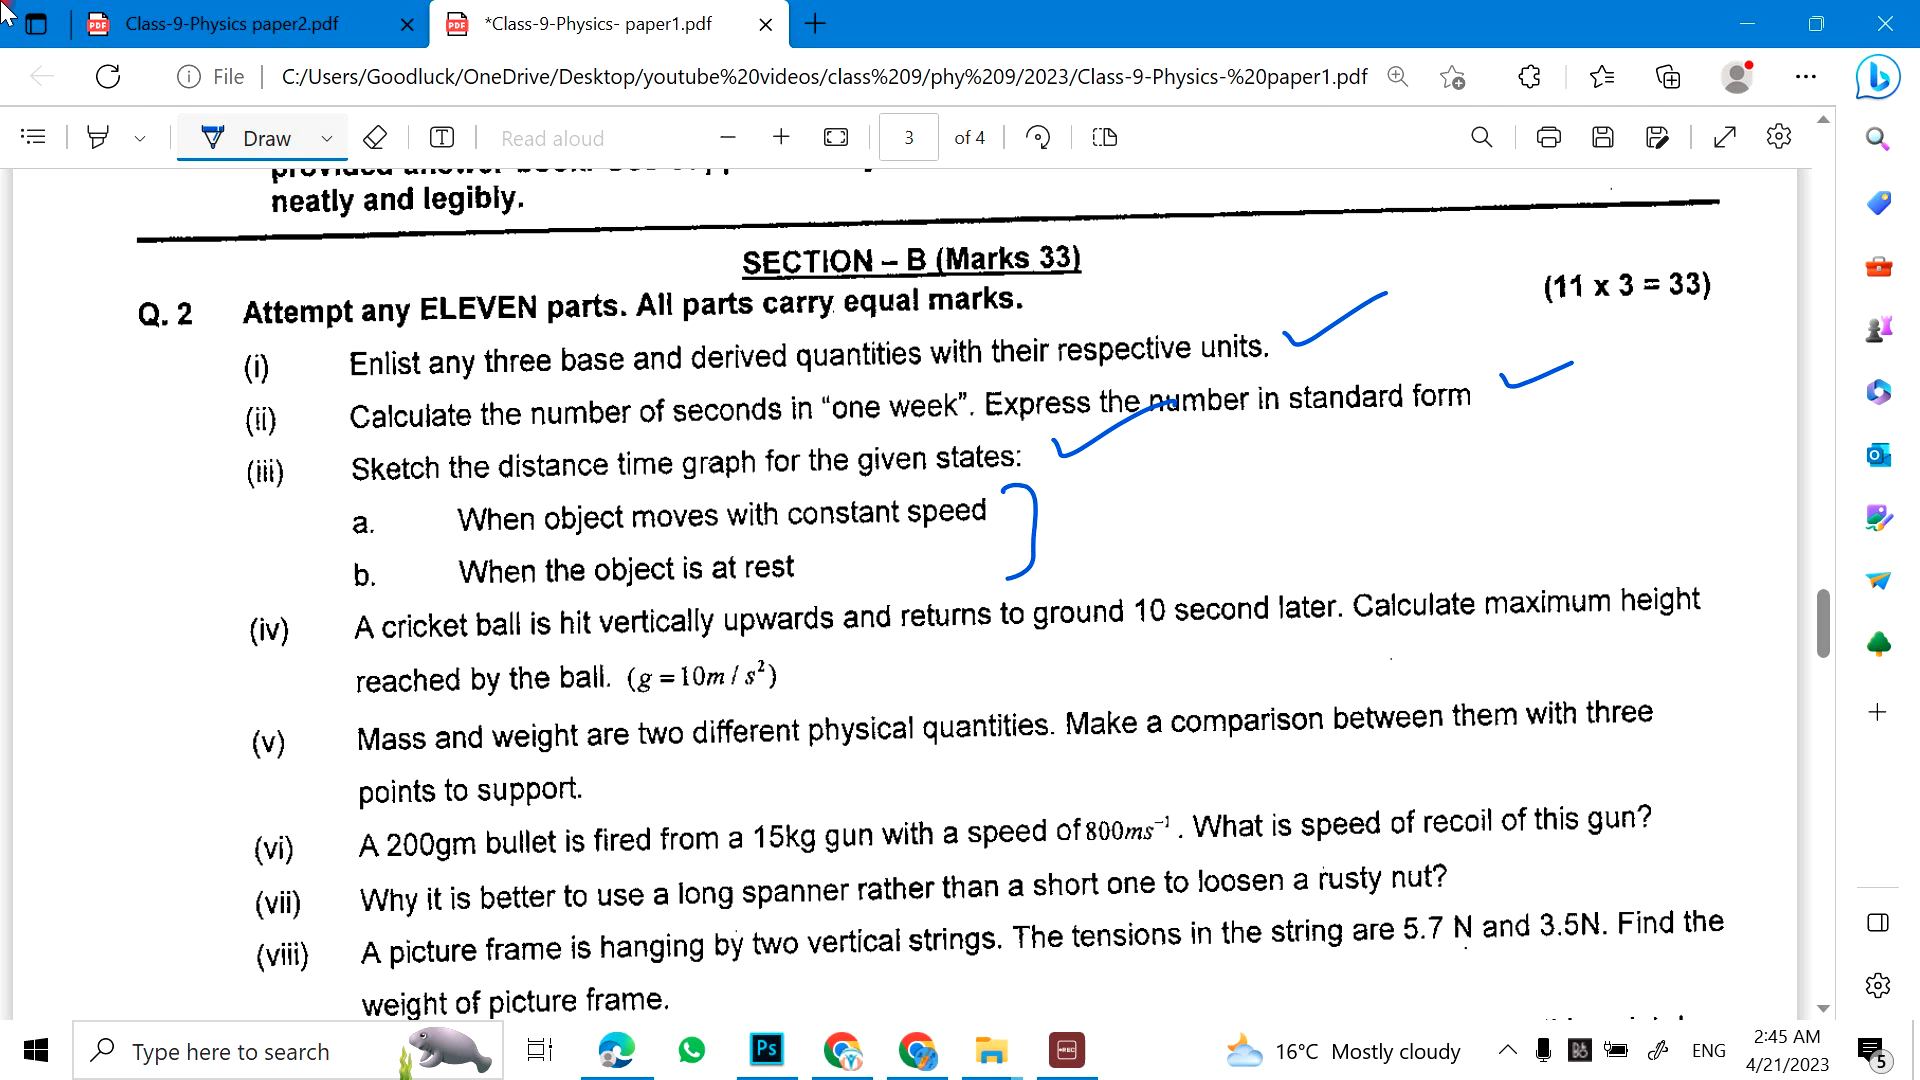 Class-9-Physics paper2.pdf
*Class-9-Physics- paper1.pdf
File
C:/Users/Goodluck/OneDrive/Desktop/youtube%20videos/class%209/phy%209/2023/Class-9-Physics-%20paper1.pdf
Draw
Read aloud
3 of 4
neatly and legibly.
SECTION – B (Marks 33)
Q. 2 Attempt any ELEVEN parts. All parts carry equal marks. (11 x 3 = 33)
(i) Enlist any three base and derived quantities with their respective units.
(ii) Calculate the number of seconds in “one week”. Express the number in standard form
(iii) Sketch the distance time graph for the given states:
a. When object moves with constant speed
b. When the object is at rest
(iv) A cricket ball is hit vertically upwards and returns to ground 10 second later. Calculate maximum height
reached by the ball. (g = 10m / s²)
(v) Mass and weight are two different physical quantities. Make a comparison between them with three
points to support.
(vi) A 200gm bullet is fired from a 15kg gun with a speed of 800ms⁻¹ . What is speed of recoil of this gun?
(vii) Why it is better to use a long spanner rather than a short one to loosen a rusty nut?
(viii) A picture frame is hanging by two vertical strings. The tensions in the string are 5.7 N and 3.5N. Find the
weight of picture frame.
Type here to search
Ps
REC
16°C Mostly cloudy
ENG
2:45 AM
4/21/2023
5